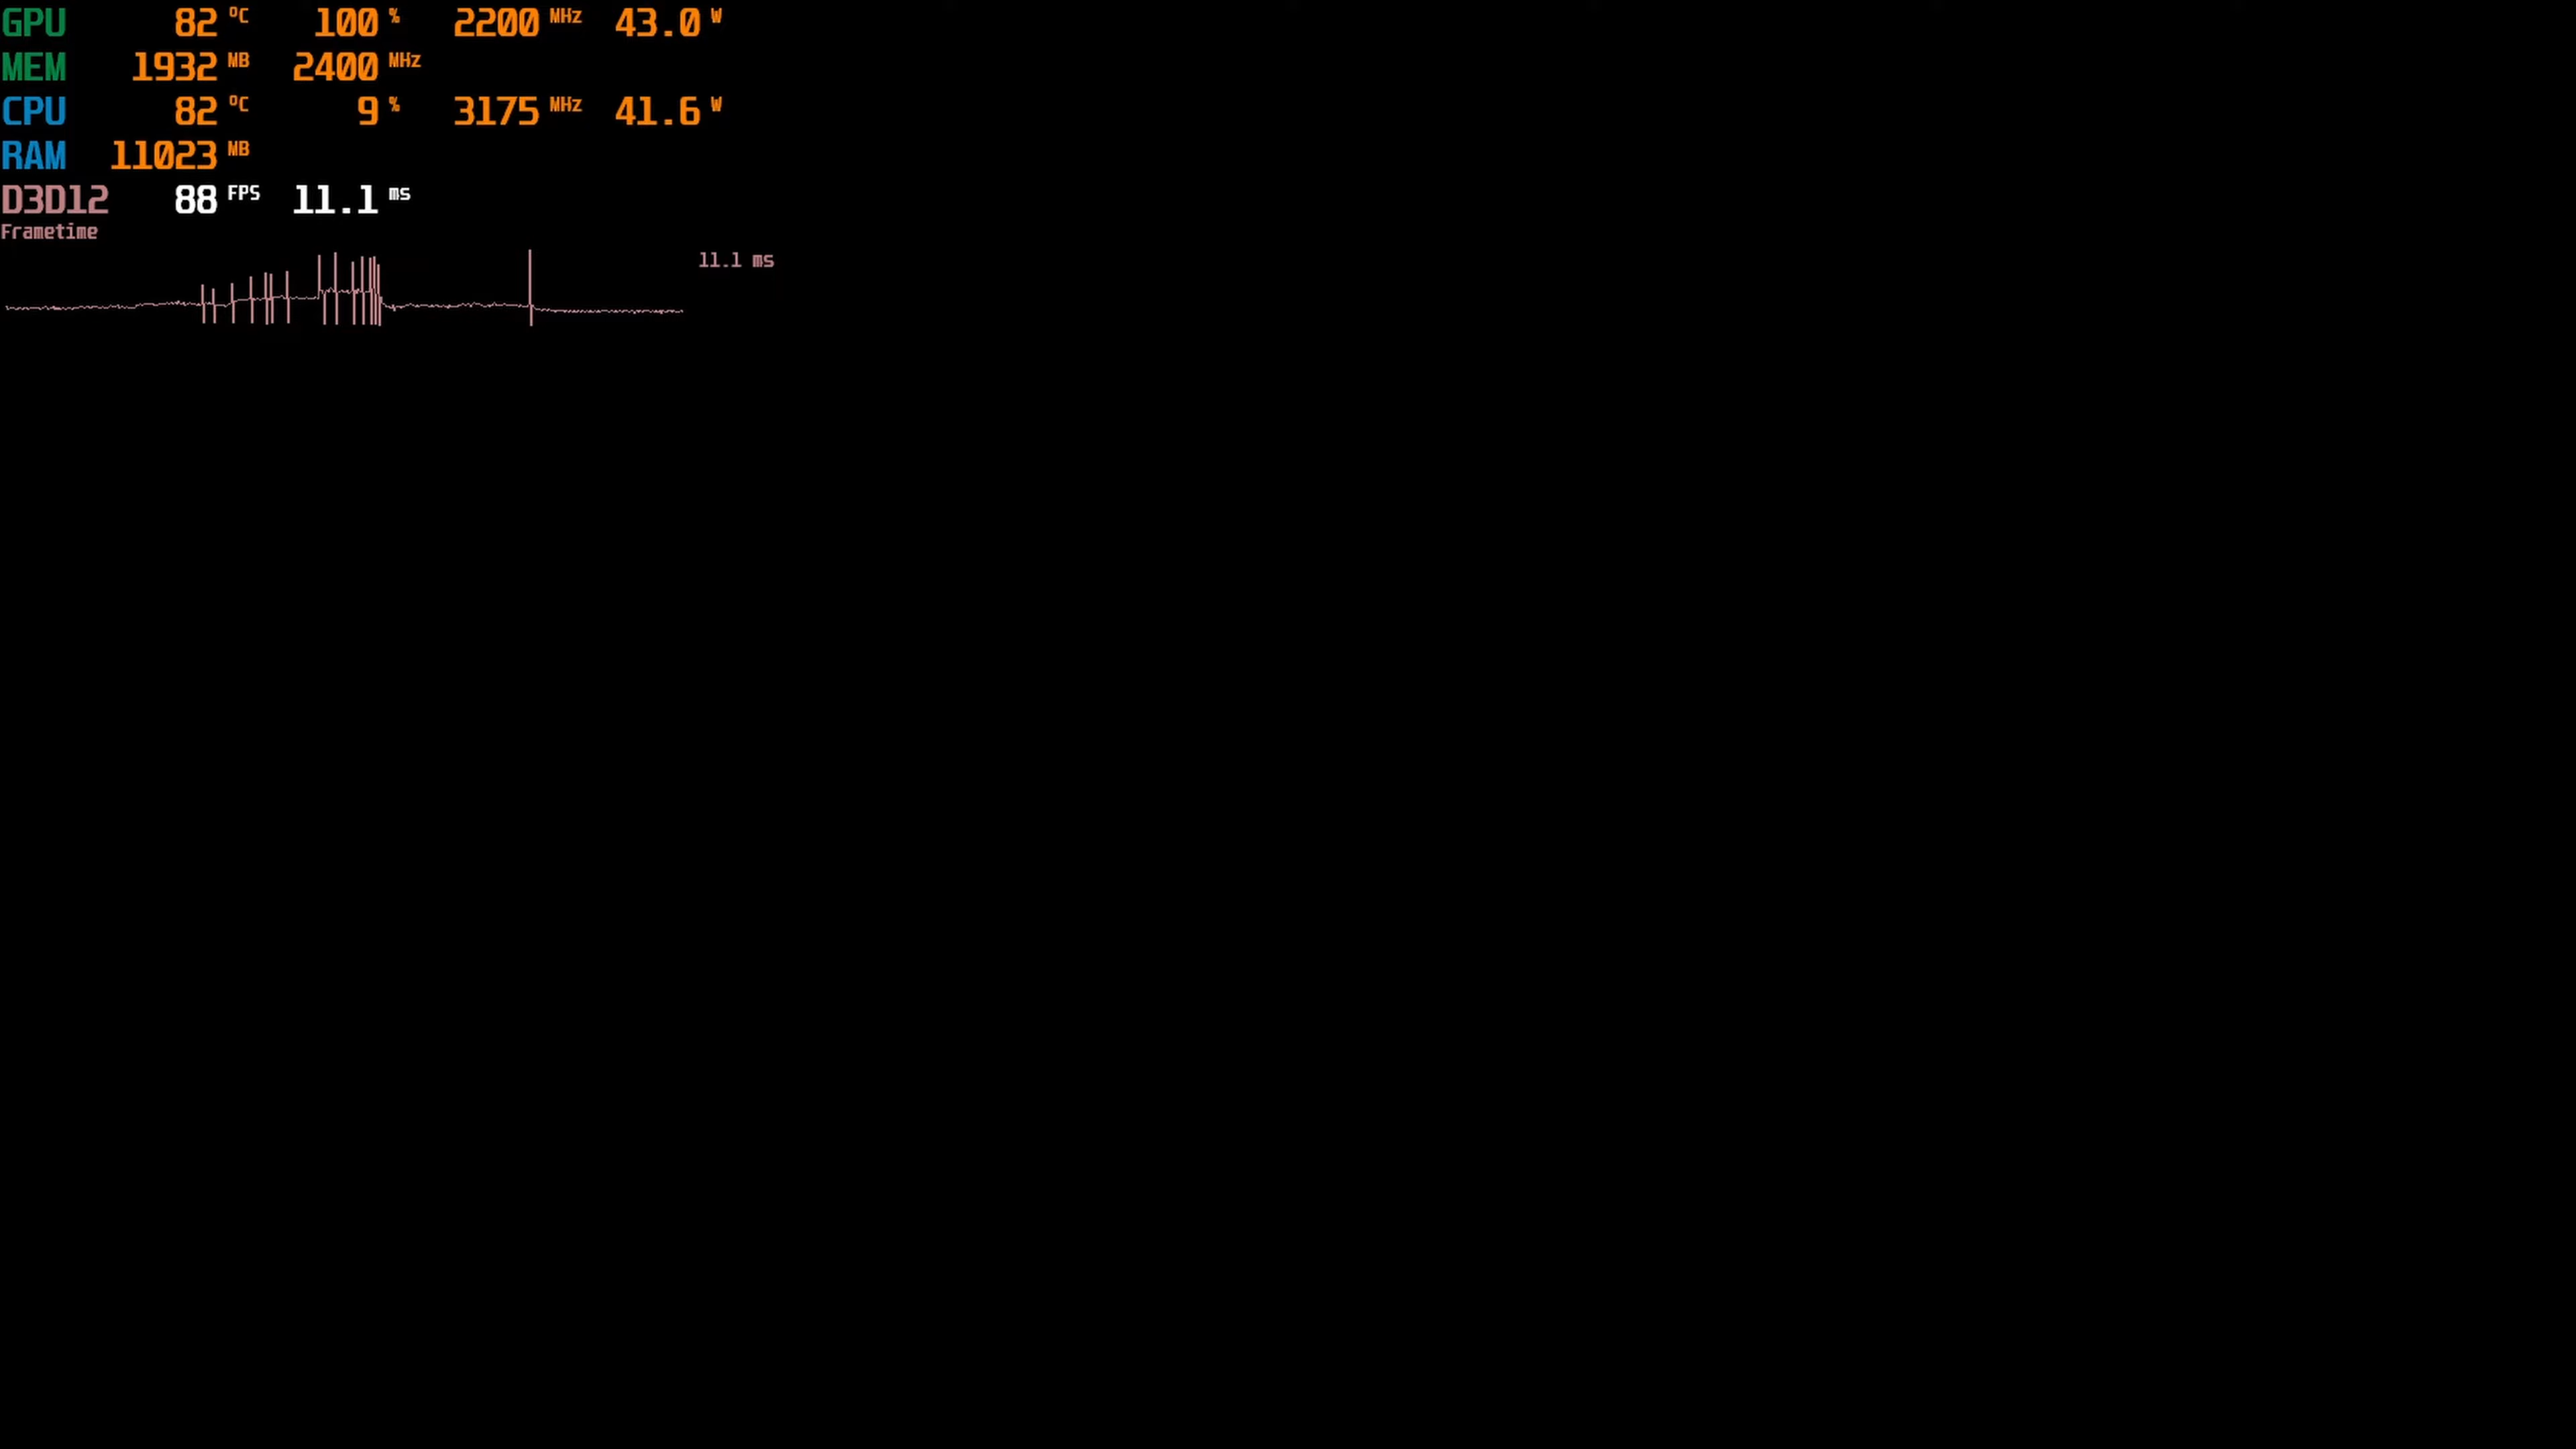 GPU 82 °C 100 % 2200 MHz 43.0 W
MEM 1932 MB 2400 MHz
CPU 82 °C 9 % 3175 MHz 41.6 W
RAM 11023 MB
D3D12 88 FPS 11.1 ms
Frametime
11.1 ms